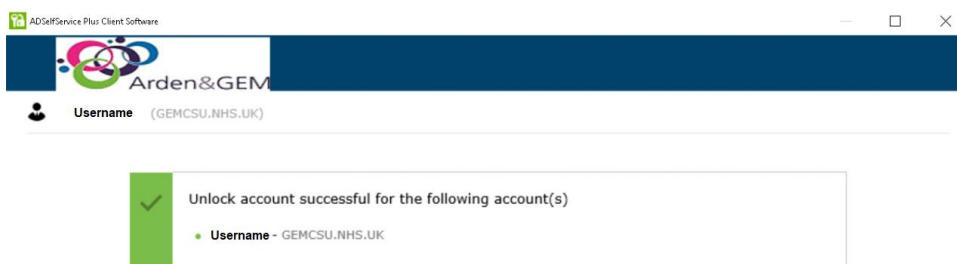 ADSelfService Plus Client Software
Arden&GEM
Username (GEMCSU.NHS.UK)
Unlock account successful for the following account(s)
Username - GEMCSU.NHS.UK